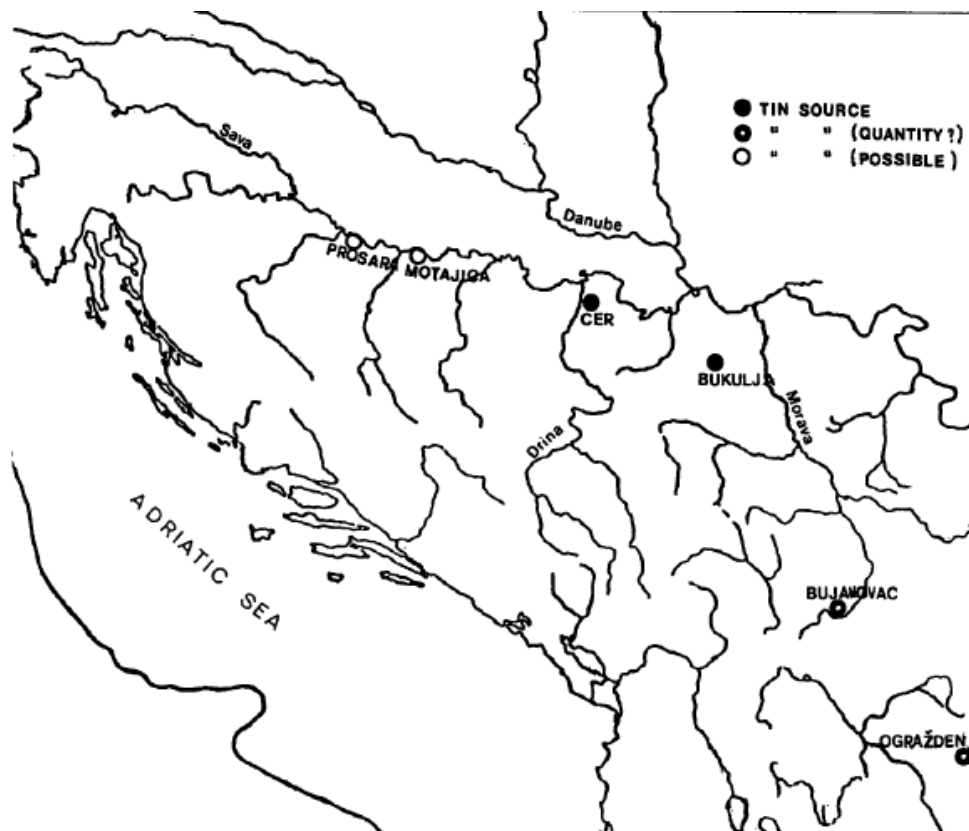 TIN SOURCE
" " (QUANTITY?)
" " (POSSIBLE)
Sava
Danube
PROSARA MOTAJICA
CER
BUKULJA
Morava
Drina
ADRIATIC SEA
BUJANOVAC
OGRAŽDEN